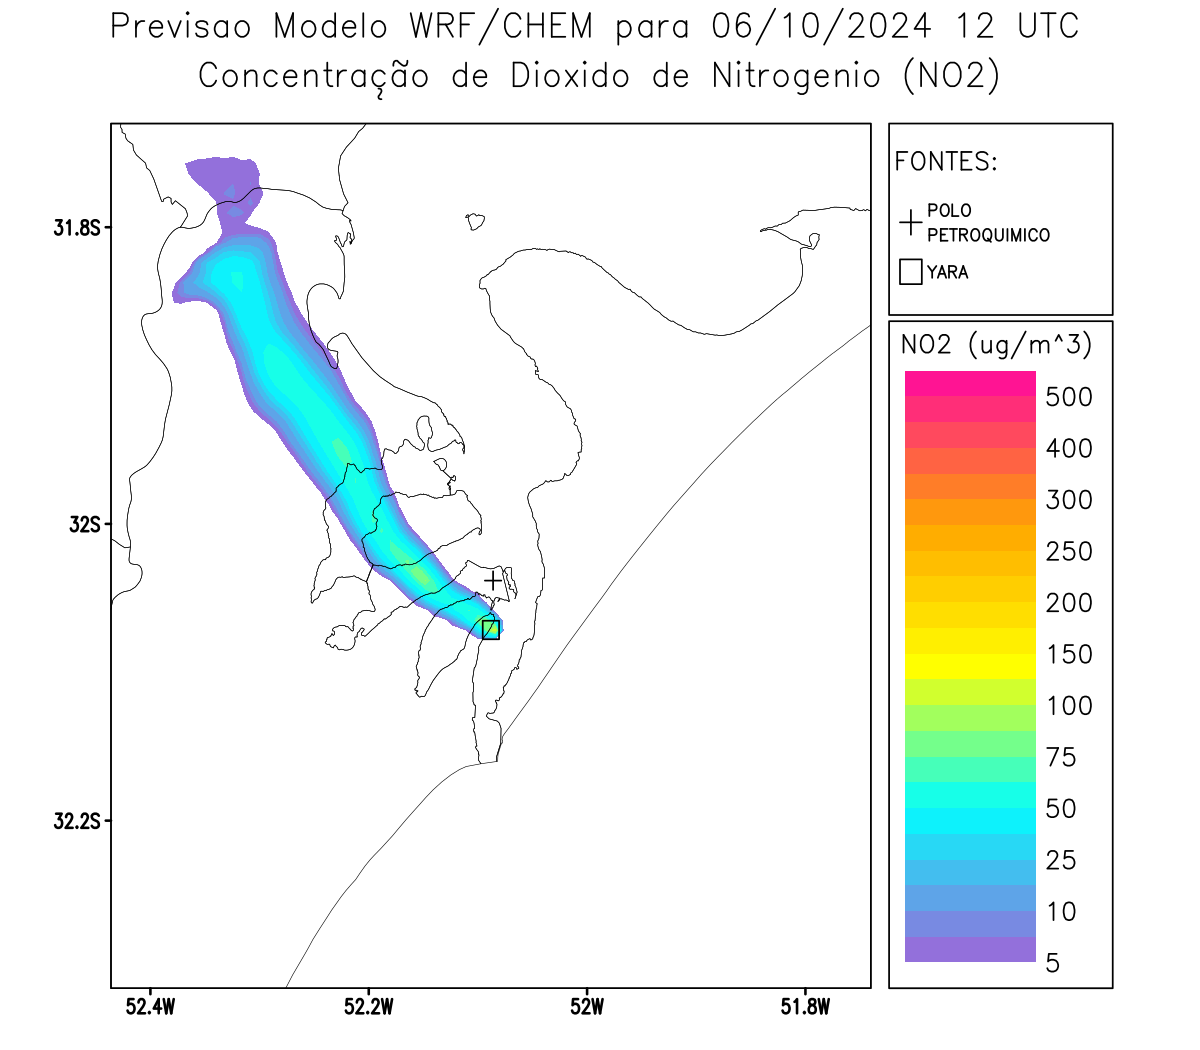 Previsao Modelo WRF/CHEM para 06/10/2024 12 UTC
Concentração de Dioxido de Nitrogenio (NO2)
FONTES:
POLO
PETROQUIMICO
YARA
31.8S
32S
32.2S
52.4W
52.2W
52W
51.8W
NO2 (ug/m^3)
500
400
300
250
200
150
100
75
50
25
10
5